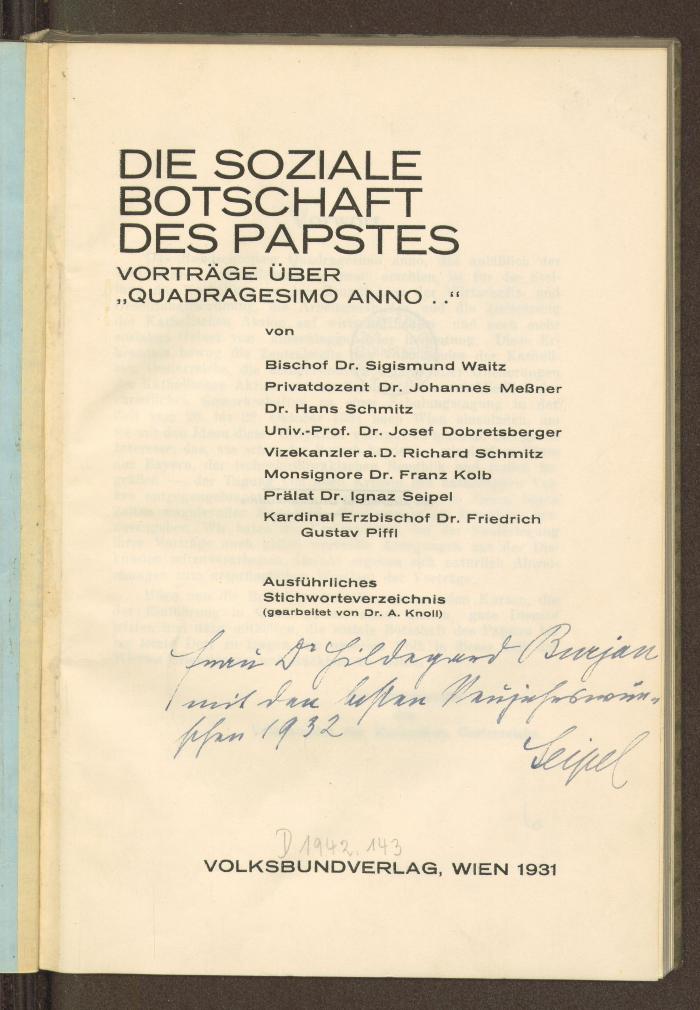 DIE SOZIALE
BOTSCHAFT
DES PAPSTES
VORTRÄGE ÜBER
„QUADRAGESIMO ANNO . .“
von
Bischof Dr. Sigismund Waitz
Privatdozent Dr. Johannes Meßner
Dr. Hans Schmitz
Univ.-Prof. Dr. Josef Dobretsberger
Vizekanzler a. D. Richard Schmitz
Monsignore Dr. Franz Kolb
Prälat Dr. Ignaz Seipel
Kardinal Erzbischof Dr. Friedrich
Gustav Piffl
Ausführliches
Stichworteverzeichnis
(gearbeitet von Dr. A. Knoll)
Frau Dr Hildegard Burjan
mit den besten Neujahrswün-
schen 1932
Seipel
D 1942. 143
VOLKSBUNDVERLAG, WIEN 1931